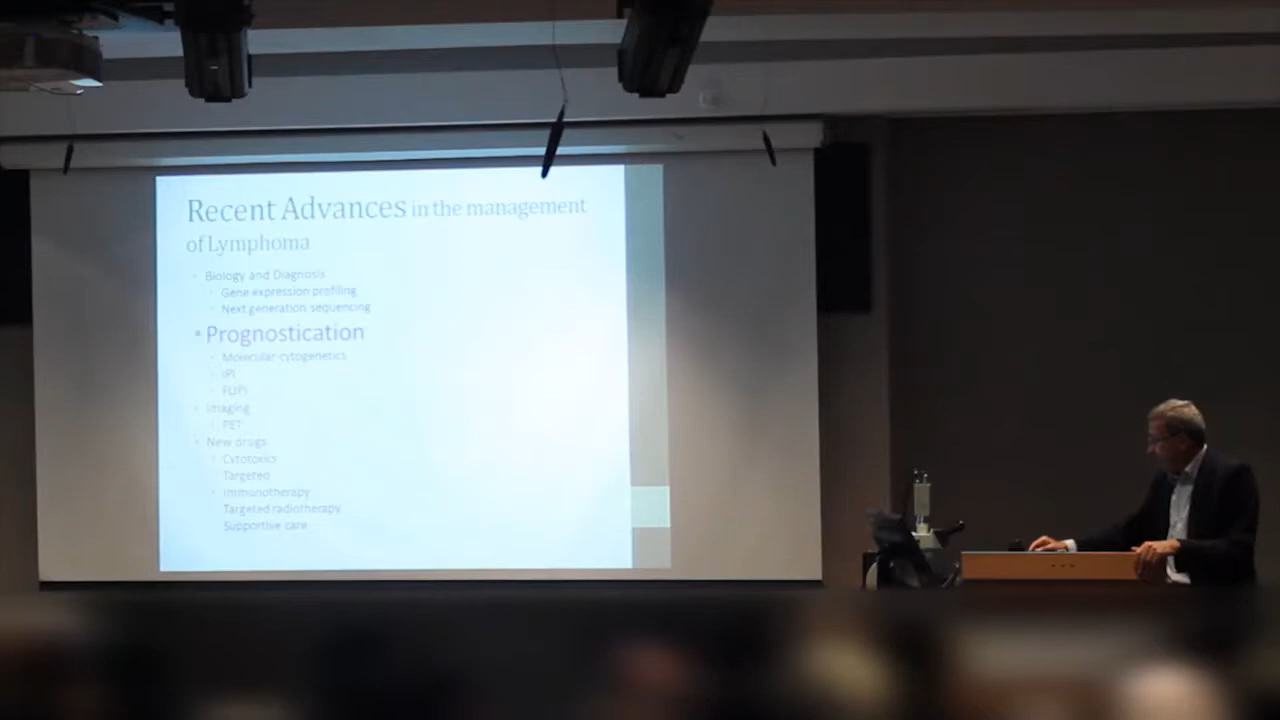 Recent Advances in the management
of Lymphoma
Biology and Diagnosis
Gene expression profiling
Next generation sequencing
Prognostication
Molecular cytogenetics
IPI
FLIPI
Imaging
PET
New drugs
Cytotoxics
Targeted
Immunotherapy
Targeted radiotherapy
Supportive care